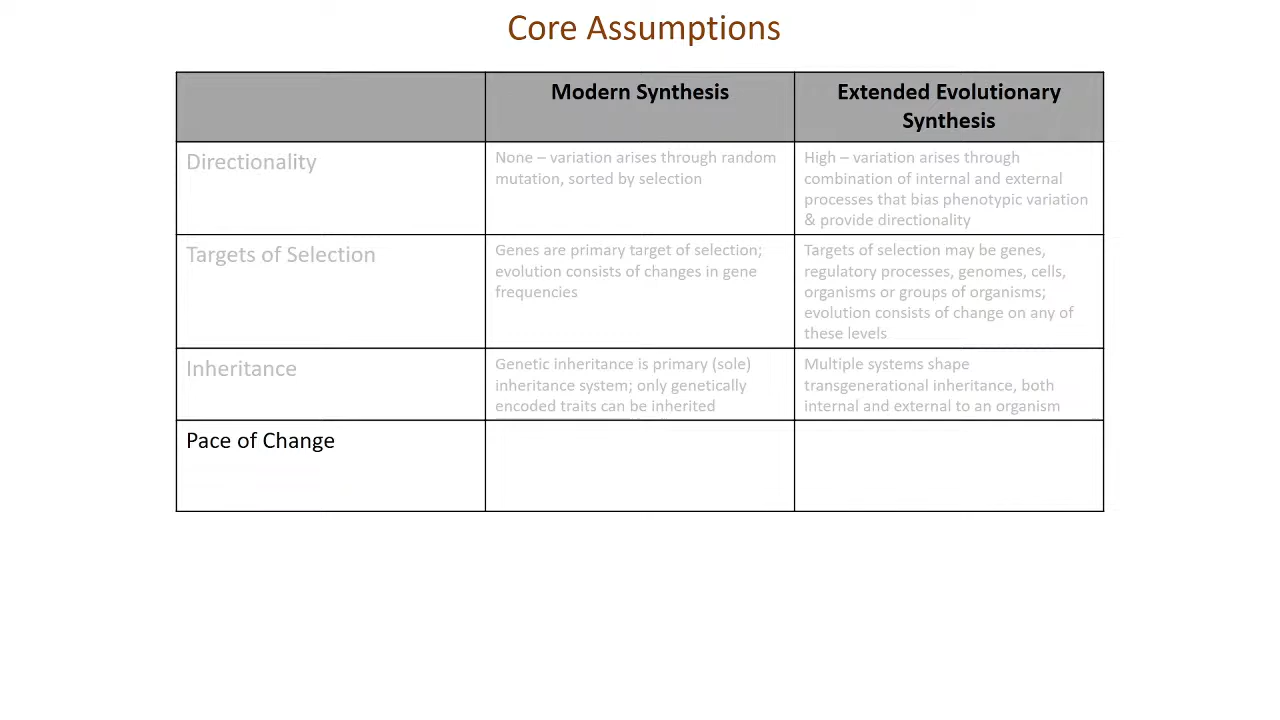 Core Assumptions
Modern Synthesis
Extended Evolutionary
Synthesis
Directionality
None – variation arises through random
mutation, sorted by selection
High – variation arises through
combination of internal and external
processes that bias phenotypic variation
& provide directionality
Targets of Selection
Genes are primary target of selection;
evolution consists of changes in gene
frequencies
Targets of selection may be genes,
regulatory processes, genomes, cells,
organisms or groups of organisms;
evolution consists of change on any of
these levels
Inheritance
Genetic inheritance is primary (sole)
inheritance system; only genetically
encoded traits can be inherited
Multiple systems shape
transgenerational inheritance, both
internal and external to an organism
Pace of Change